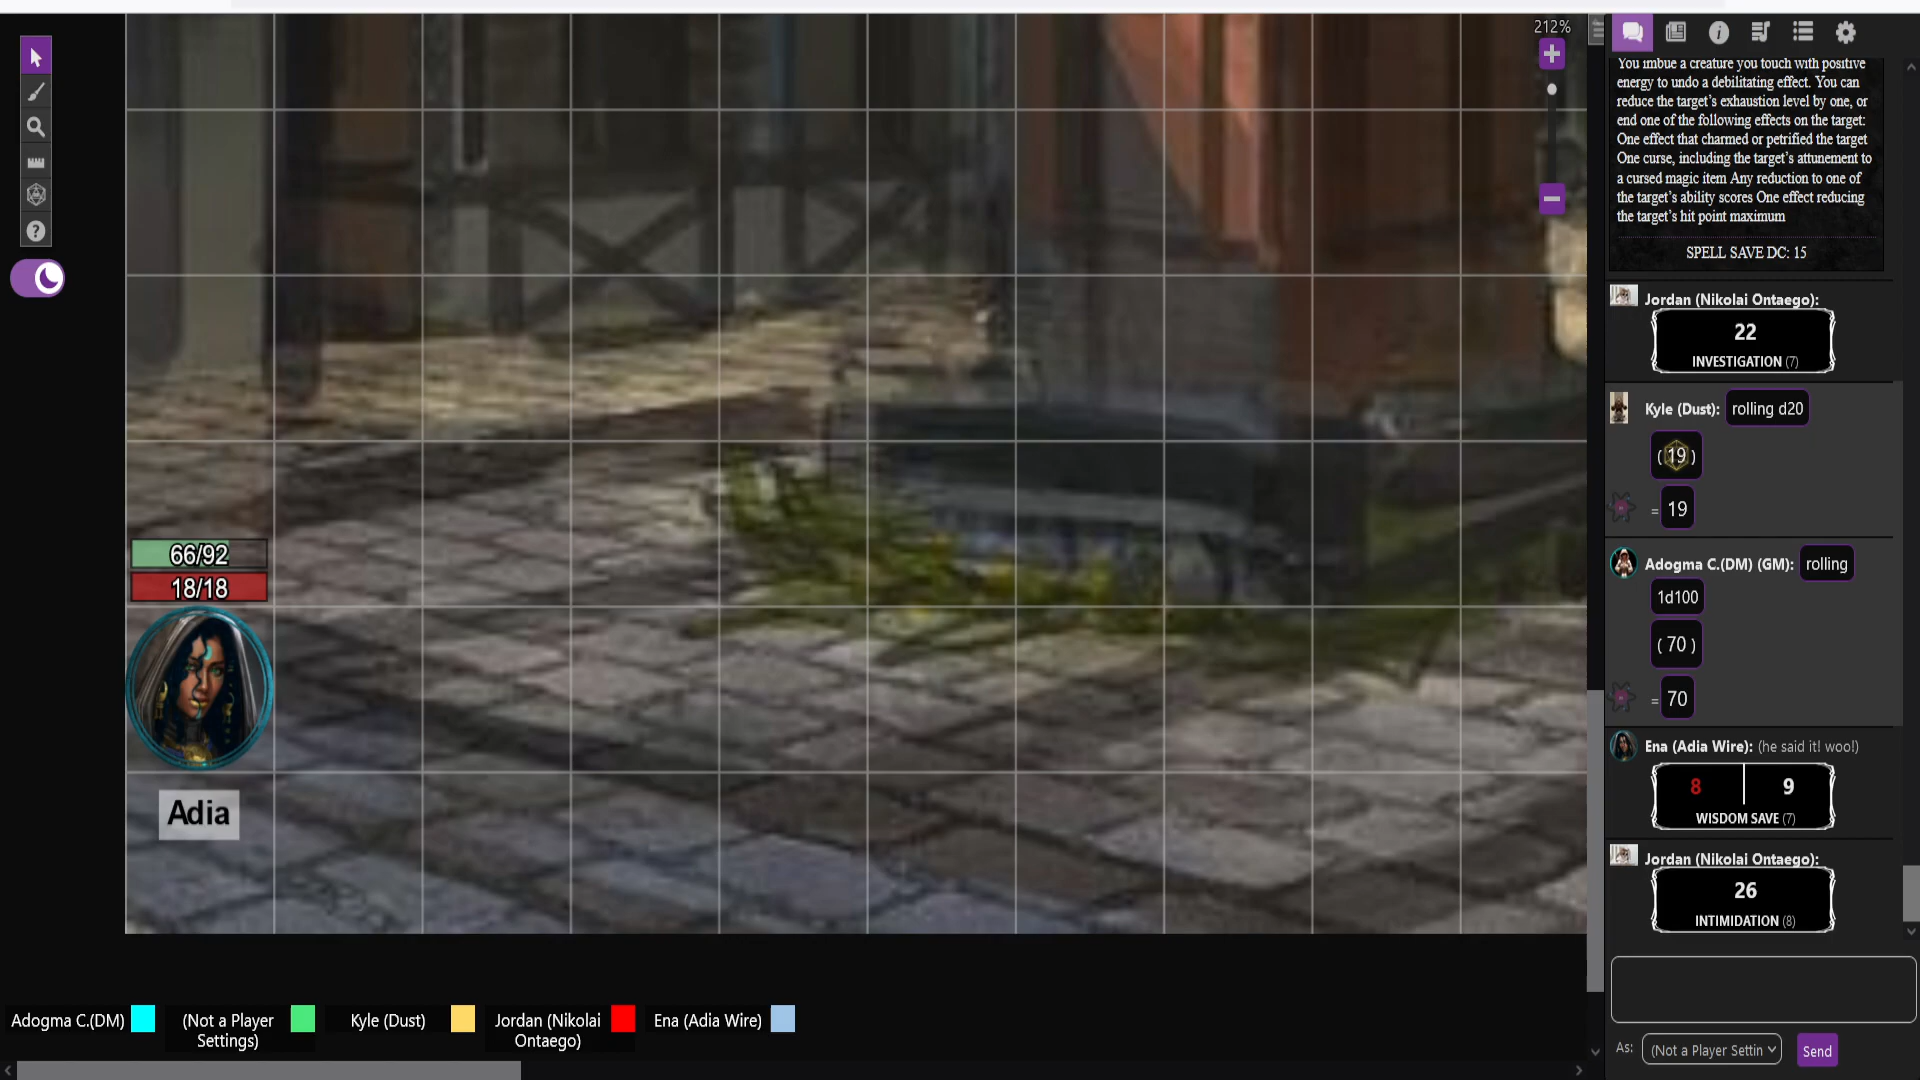 212%
You imbue a creature you touch with positive
energy to undo a debilitating effect. You can
reduce the target’s exhaustion level by one, or
end one of the following effects on the target:
One effect that charmed or petrified the target
One curse, including the target’s attunement to
a cursed magic item Any reduction to one of
the target’s ability scores One effect reducing
the target’s hit point maximum
SPELL SAVE DC: 15
Jordan (Nikolai Ontaego):
22
INVESTIGATION (7)
Kyle (Dust): rolling d20
(19)
= 19
Adogma C.(DM) (GM): rolling
1d100
(70)
= 70
Ena (Adia Wire): (he said it! woo!)
8 9
WISDOM SAVE (7)
Jordan (Nikolai Ontaego):
26
INTIMIDATION (8)
66/92
18/18
Adia
Adogma C.(DM)
(Not a Player
Settings)
Kyle (Dust)
Jordan (Nikolai
Ontaego)
Ena (Adia Wire)
As: (Not a Player Settin
Send